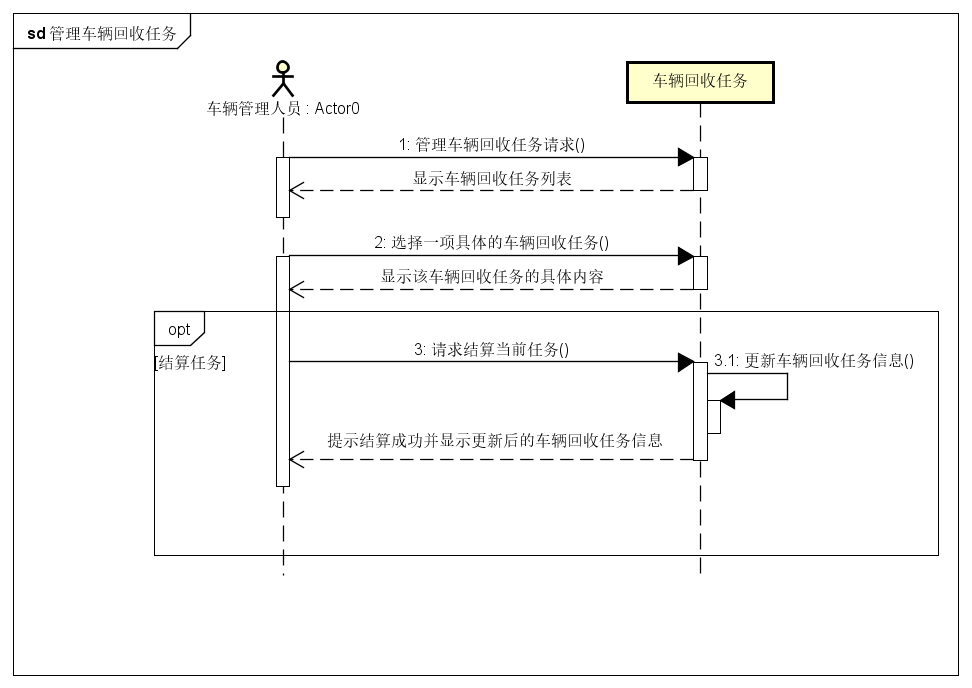 sd 管理车辆回收任务
车辆回收任务
车辆管理人员 : Actor0
1: 管理车辆回收任务请求()
显示车辆回收任务列表
2: 选择一项具体的车辆回收任务()
显示该车辆回收任务的具体内容
opt
[结算任务]
3: 请求结算当前任务()
3.1: 更新车辆回收任务信息()
提示结算成功并显示更新后的车辆回收任务信息